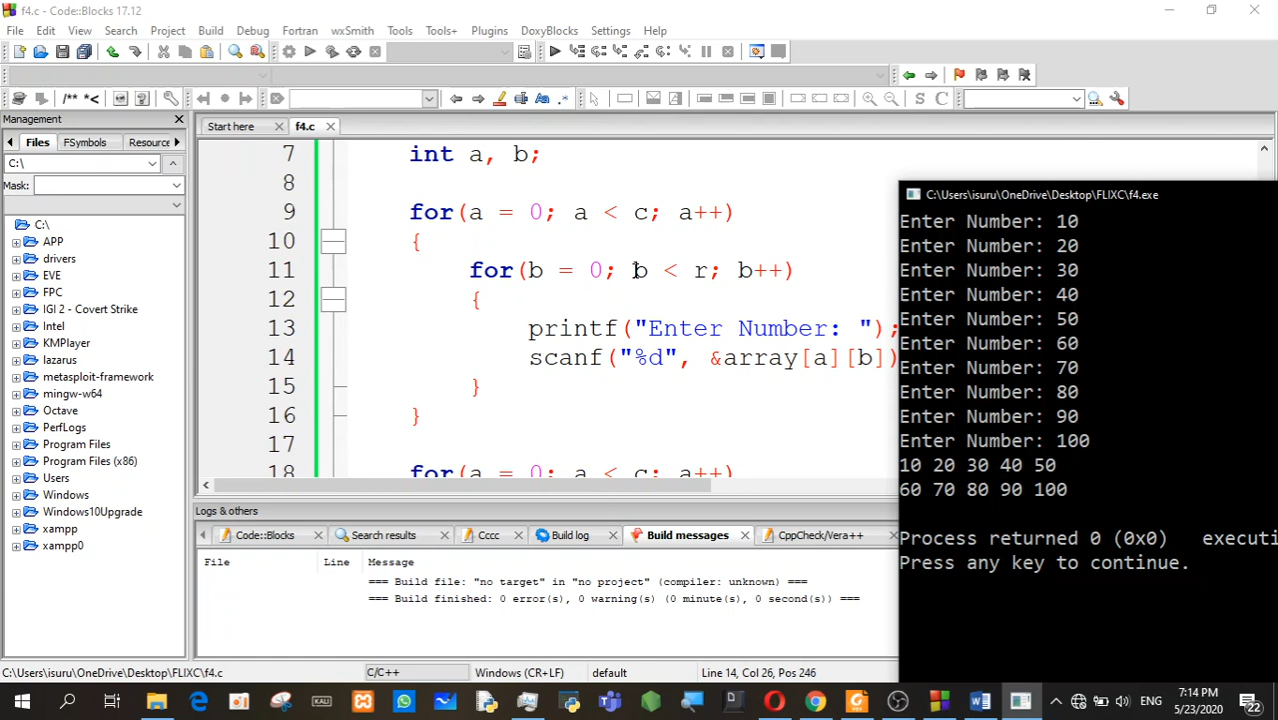 f4.c - Code::Blocks 17.12
File Edit View Search Project Build Debug Fortran wxSmith Tools Tools+ Plugins DoxyBlocks Settings Help
/** *<
S C
Management
Files FSymbols Resource
C:\
Mask:
C:\
APP
drivers
EVE
FPC
IGI 2 - Covert Strike
Intel
KMPlayer
lazarus
metasploit-framework
mingw-w64
Octave
PerfLogs
Program Files
Program Files (x86)
Users
Windows
Windows10Upgrade
xampp
xampp0
Start here f4.c
7 int a, b;
8
9 for(a = 0; a < c; a++)
10 {
11 for(b = 0; b < r; b++)
12 {
13 printf("Enter Number: ");
14 scanf("%d", &array[a][b])
15 }
16 }
17
18 for(a = 0; a < c; a++)
C:\Users\isuru\OneDrive\Desktop\FLIXC\f4.exe
Enter Number: 10
Enter Number: 20
Enter Number: 30
Enter Number: 40
Enter Number: 50
Enter Number: 60
Enter Number: 70
Enter Number: 80
Enter Number: 90
Enter Number: 100
10 20 30 40 50
60 70 80 90 100
Process returned 0 (0x0) executi
Press any key to continue.
Logs & others
Code::Blocks Search results Cccc Build log Build messages CppCheck/Vera++
File Line Message
=== Build file: "no target" in "no project" (compiler: unknown) ===
=== Build finished: 0 error(s), 0 warning(s) (0 minute(s), 0 second(s)) ===
C:\Users\isuru\OneDrive\Desktop\FLIXC\f4.c C/C++ Windows (CR+LF) default Line 14, Col 26, Pos 246
KALI
ENG
7:14 PM
5/23/2020
22